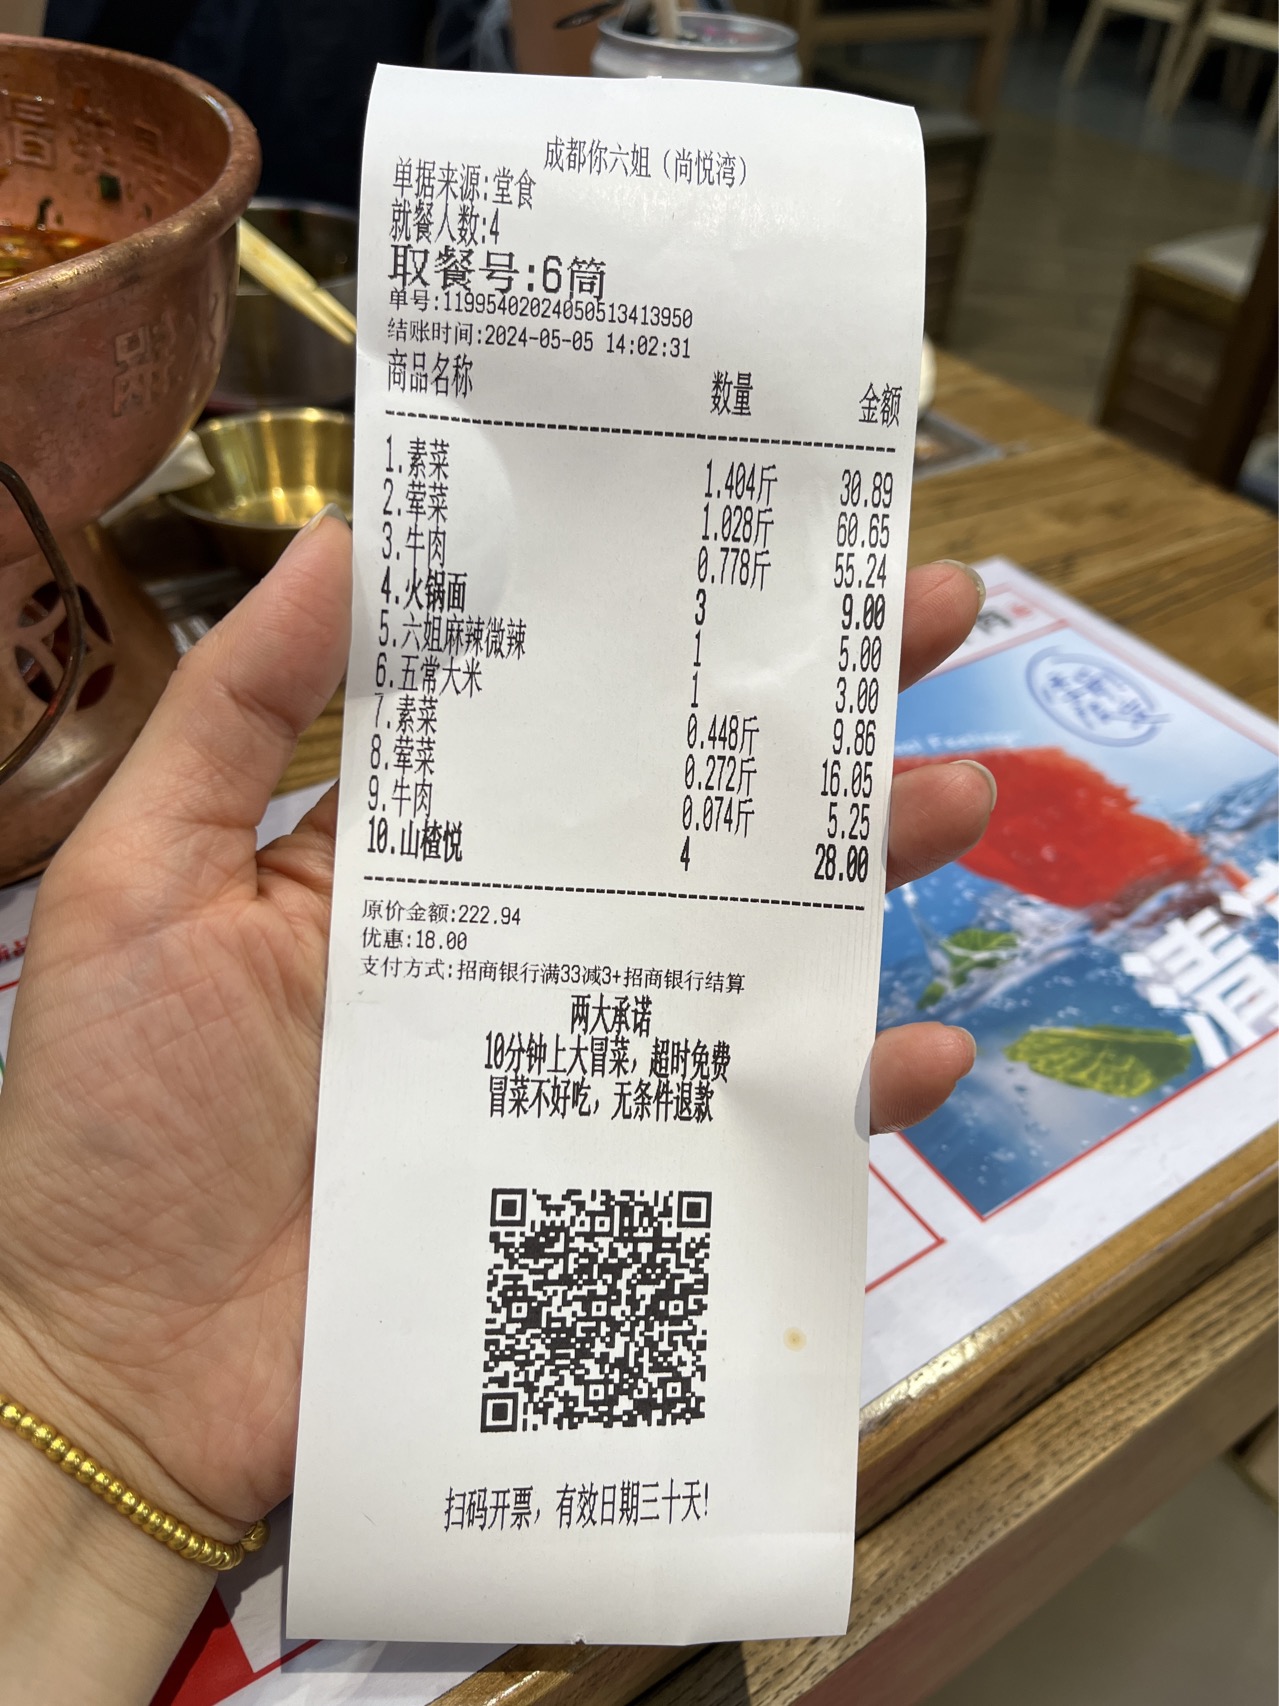 成都你六姐（尚悦湾）
单据来源:堂食
就餐人数:4
取餐号:6筒
单号:11995402024050513413950
结账时间:2024-05-05 14:02:31
商品名称 数量 金额
1.素菜 1.404斤 30.89
2.荤菜 1.028斤 60.65
3.牛肉 0.778斤 55.24
4.火锅面 3 9.00
5.六姐麻辣微辣 1 5.00
6.五常大米 1 3.00
7.素菜 0.448斤 9.86
8.荤菜 0.272斤 16.05
9.牛肉 0.074斤 5.25
10.山楂悦 4 28.00
原价金额:222.94
优惠:18.00
支付方式:招商银行满33减3+招商银行结算
两大承诺
10分钟上大冒菜，超时免费
冒菜不好吃，无条件退款
扫码开票，有效日期三十天!
清